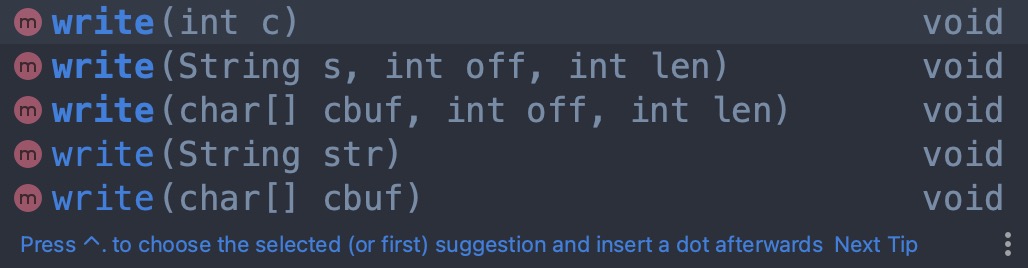 m write(int c) void
m write(String s, int off, int len) void
m write(char[] cbuf, int off, int len) void
m write(String str) void
m write(char[] cbuf) void
Press ^. to choose the selected (or first) suggestion and insert a dot afterwards Next Tip